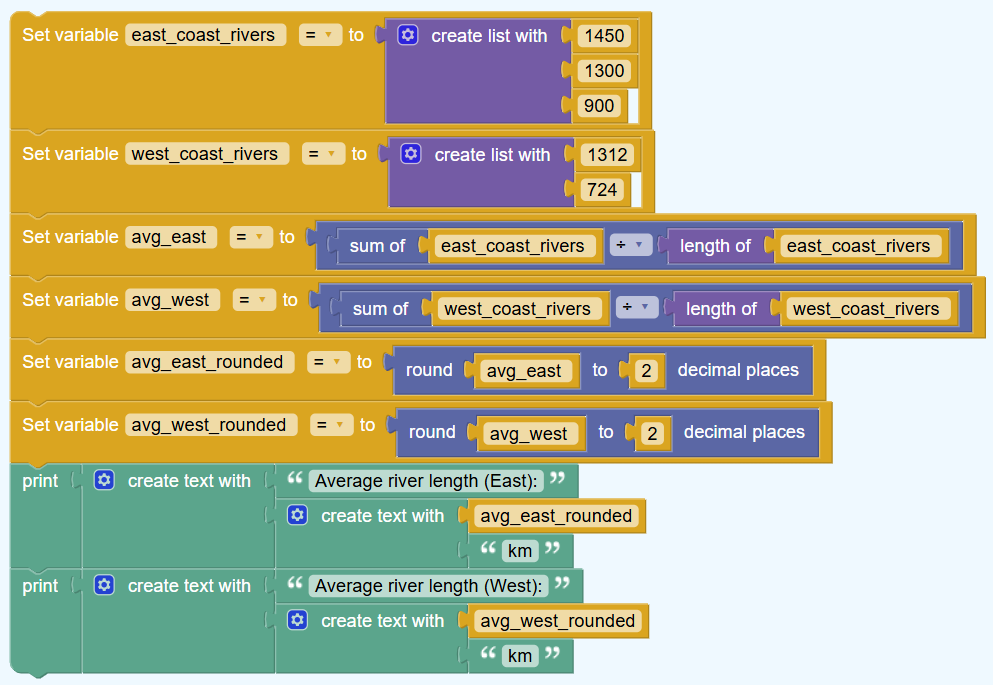 Set variable east_coast_rivers = to create list with 1450
1300
900
Set variable west_coast_rivers = to create list with 1312
724
Set variable avg_east = to sum of east_coast_rivers ÷ length of east_coast_rivers
Set variable avg_west = to sum of west_coast_rivers ÷ length of west_coast_rivers
Set variable avg_east_rounded = to round avg_east to 2 decimal places
Set variable avg_west_rounded = to round avg_west to 2 decimal places
print create text with “ Average river length (East): ”
create text with avg_east_rounded
“ km ”
print create text with “ Average river length (West): ”
create text with avg_west_rounded
“ km ”